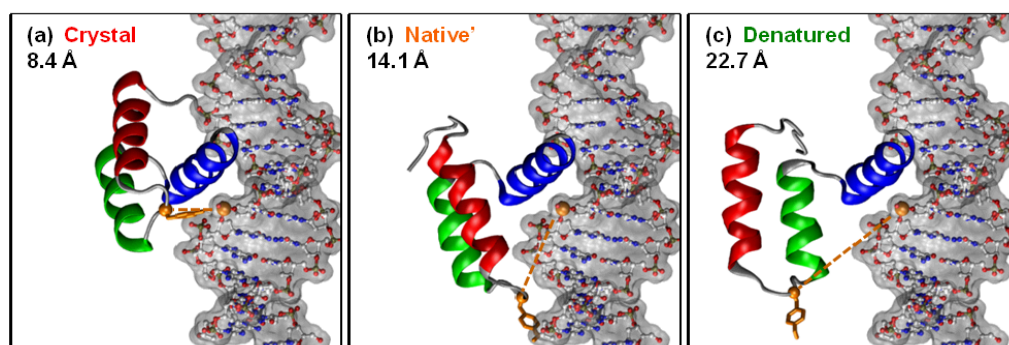 (a) Crystal
8.4 Å
(b) Native'
14.1 Å
(c) Denatured
22.7 Å